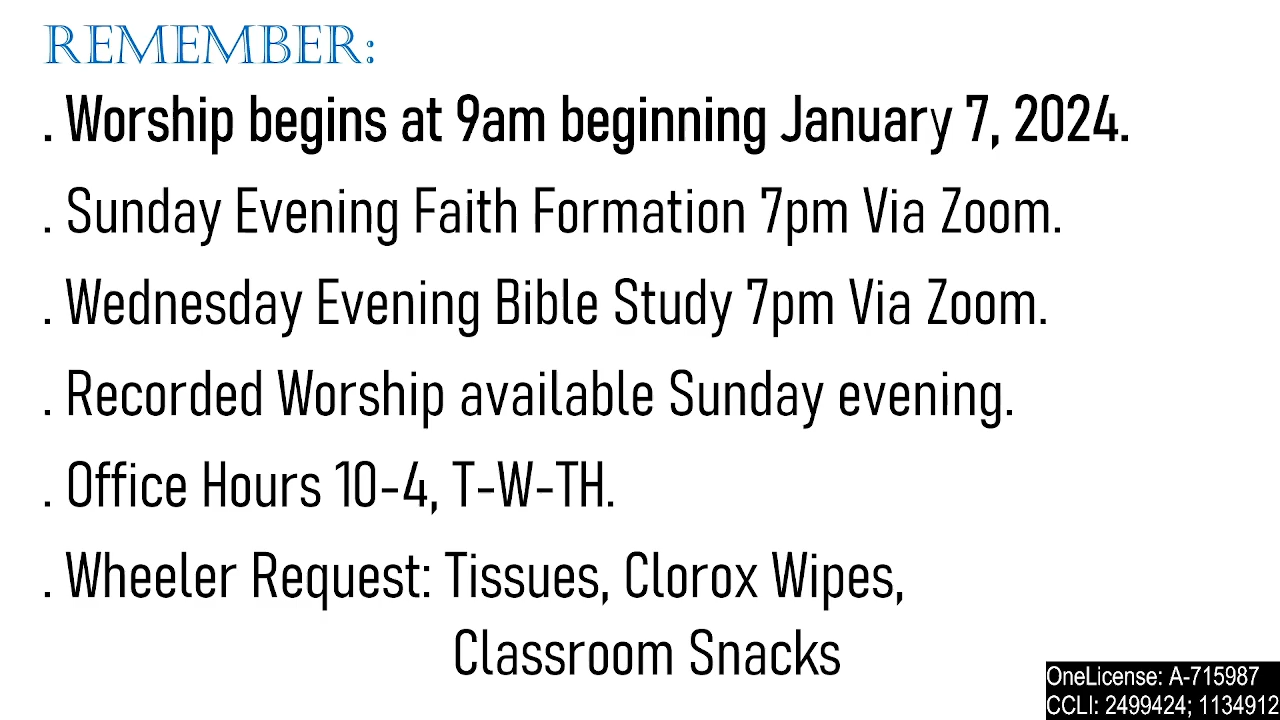 REMEMBER:
. Worship begins at 9am beginning January 7, 2024.
. Sunday Evening Faith Formation 7pm Via Zoom.
. Wednesday Evening Bible Study 7pm Via Zoom.
. Recorded Worship available Sunday evening.
. Office Hours 10-4, T-W-TH.
. Wheeler Request: Tissues, Clorox Wipes,
Classroom Snacks
OneLicense: A-715987
CCLI: 2499424; 1134912